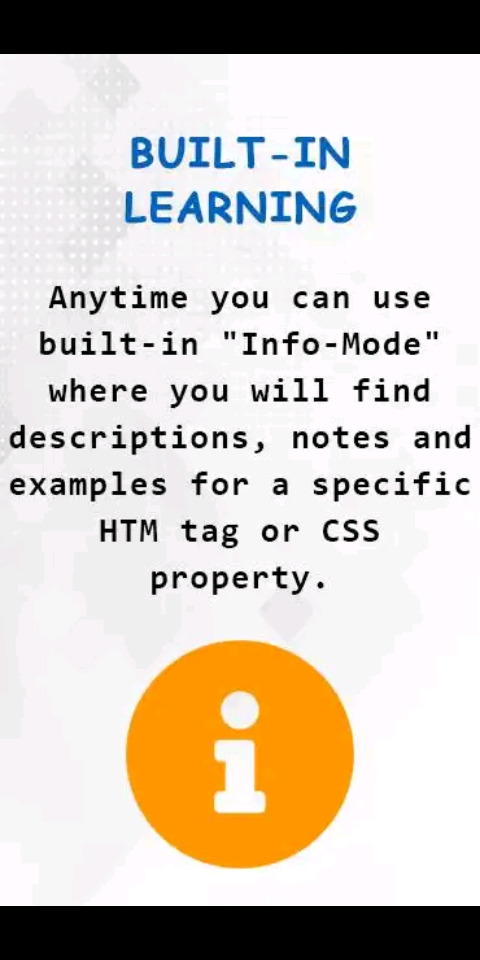 BUILT-IN
LEARNING
Anytime you can use
built-in "Info-Mode"
where you will find
descriptions, notes and
examples for a specific
HTM tag or CSS
property.